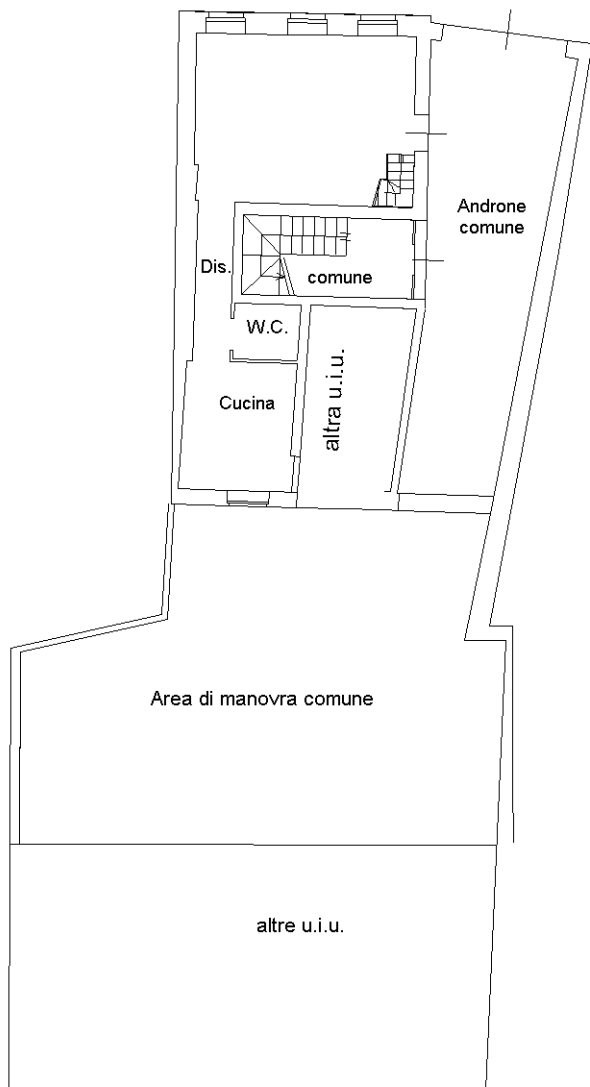 Androne
comune
Dis.
comune
W.C.
altra u.i.u.
Cucina
Area di manovra comune
altre u.i.u.